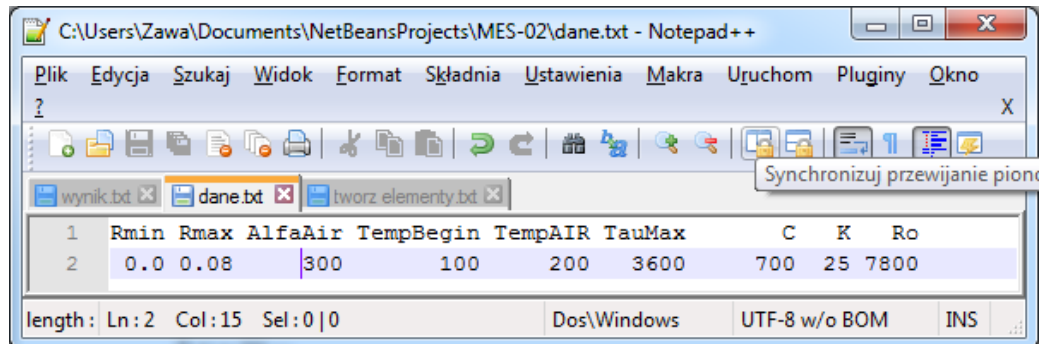 C:\Users\Zawa\Documents\NetBeansProjects\MES-02\dane.txt - Notepad++
Plik Edycja Szukaj Widok Format Składnia Ustawienia Makra Uruchom Pluginy Okno
? X
Synchronizuj przewijanie piono
wynik.txt dane.txt tworz elementy.txt
1 Rmin Rmax AlfaAir TempBegin TempAIR TauMax C K Ro
2 0.0 0.08 300 100 200 3600 700 25 7800
length: Ln:2 Col:15 Sel:0|0 Dos\Windows UTF-8 w/o BOM INS